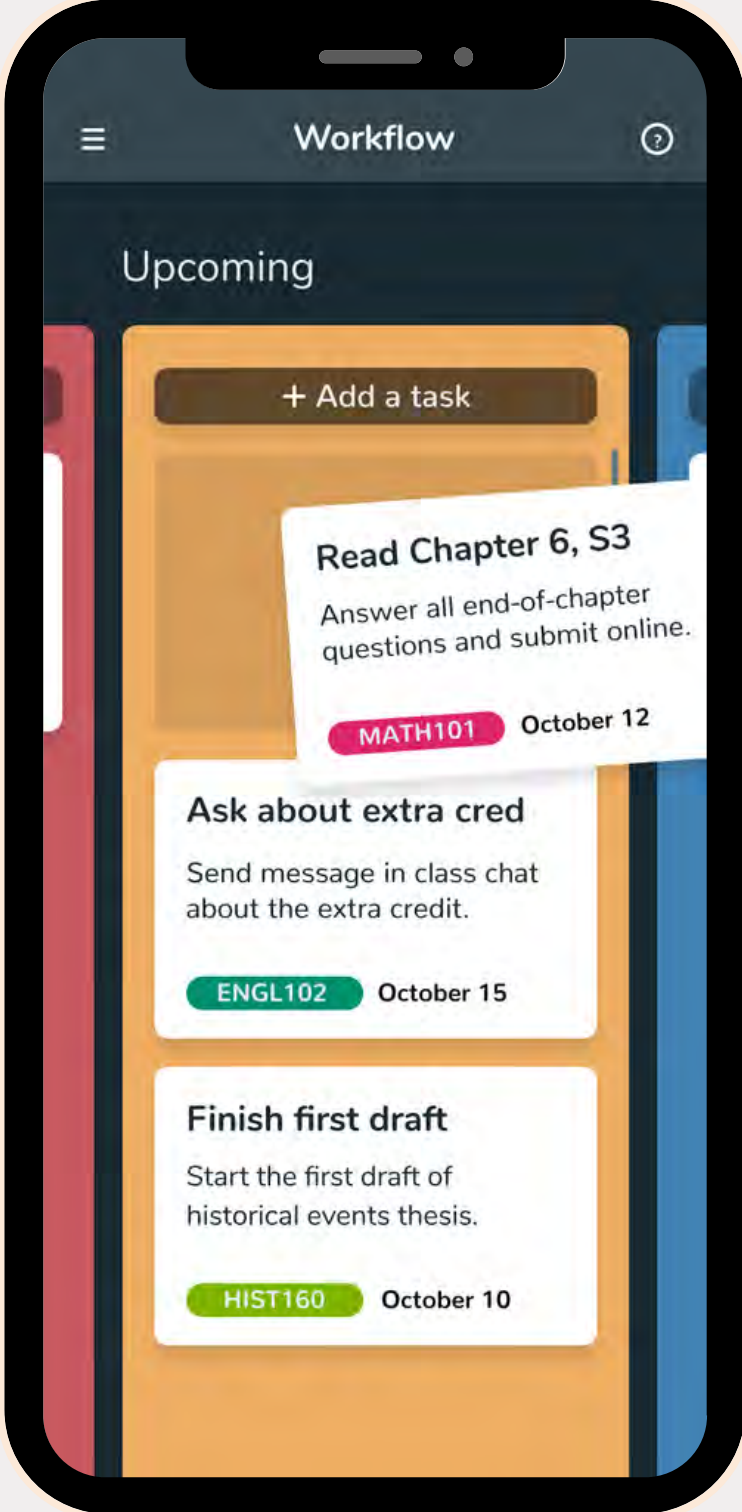 Workflow
?
Upcoming
+ Add a task
Read Chapter 6, S3
Answer all end-of-chapter
questions and submit online.
MATH101 October 12
Ask about extra cred
Send message in class chat
about the extra credit.
ENGL102 October 15
Finish first draft
Start the first draft of
historical events thesis.
HIST160 October 10